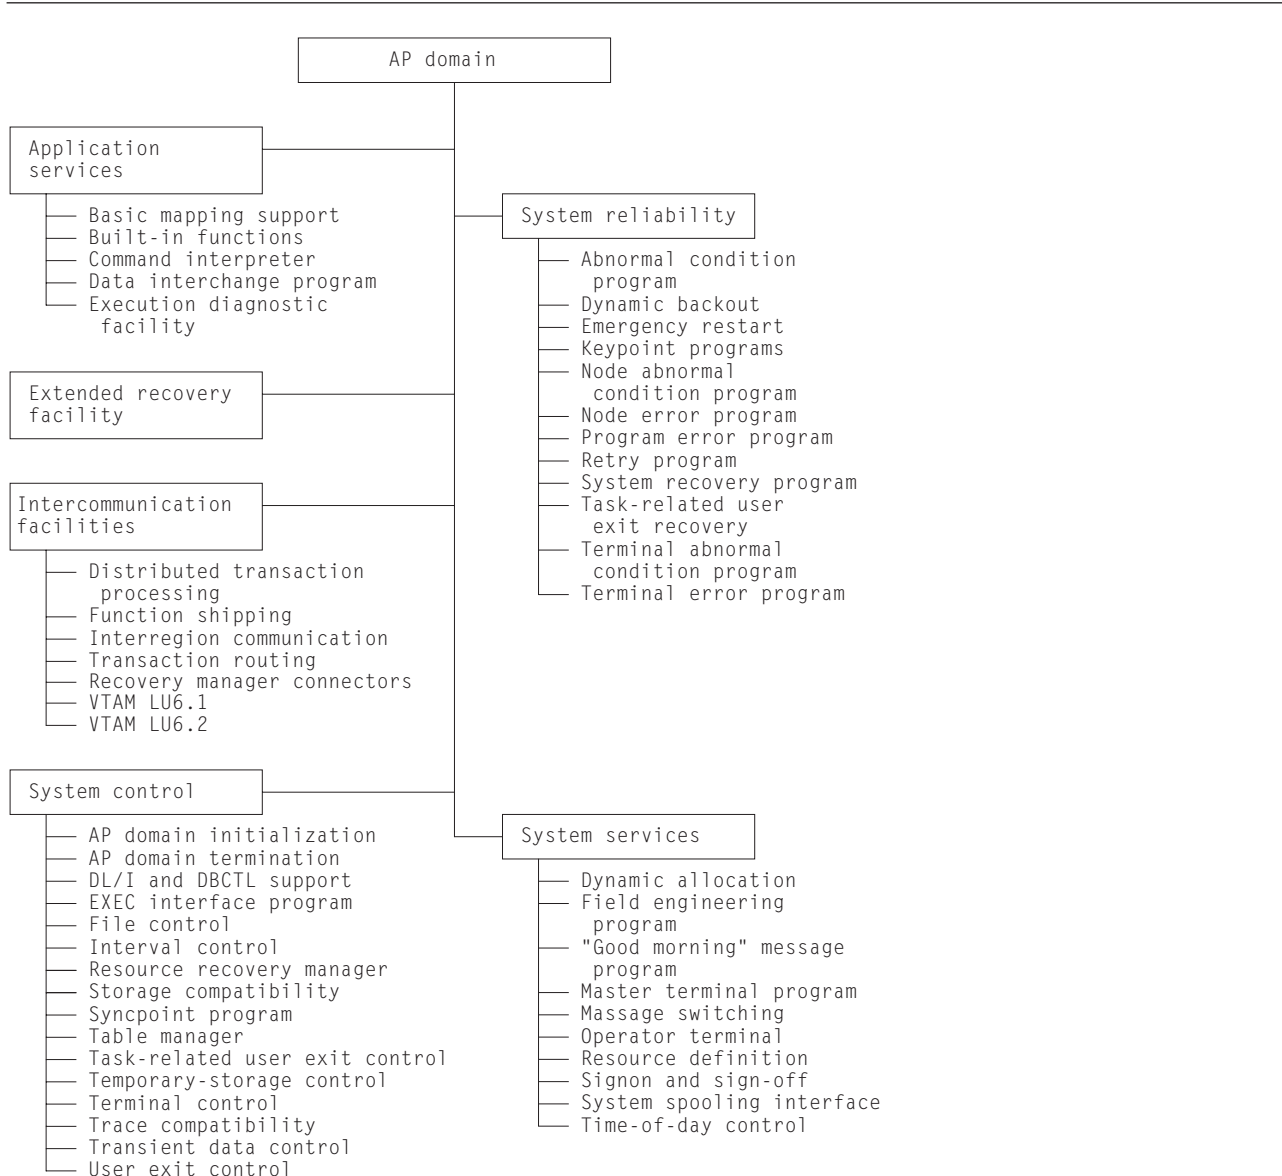 AP domain
Application
services
Basic mapping support
Built-in functions
Command interpreter
Data interchange program
Execution diagnostic
facility
Extended recovery
facility
Intercommunication
facilities
Distributed transaction
processing
Function shipping
Interregion communication
Transaction routing
Recovery manager connectors
VTAM LU6.1
VTAM LU6.2
System control
AP domain initialization
AP domain termination
DL/I and DBCTL support
EXEC interface program
File control
Interval control
Resource recovery manager
Storage compatibility
Syncpoint program
Table manager
Task-related user exit control
Temporary-storage control
Terminal control
Trace compatibility
Transient data control
User exit control
System reliability
Abnormal condition
program
Dynamic backout
Emergency restart
Keypoint programs
Node abnormal
condition program
Node error program
Program error program
Retry program
System recovery program
Task-related user
exit recovery
Terminal abnormal
condition program
Terminal error program
System services
Dynamic allocation
Field engineering
program
"Good morning" message
program
Master terminal program
Massage switching
Operator terminal
Resource definition
Signon and sign-off
System spooling interface
Time-of-day control